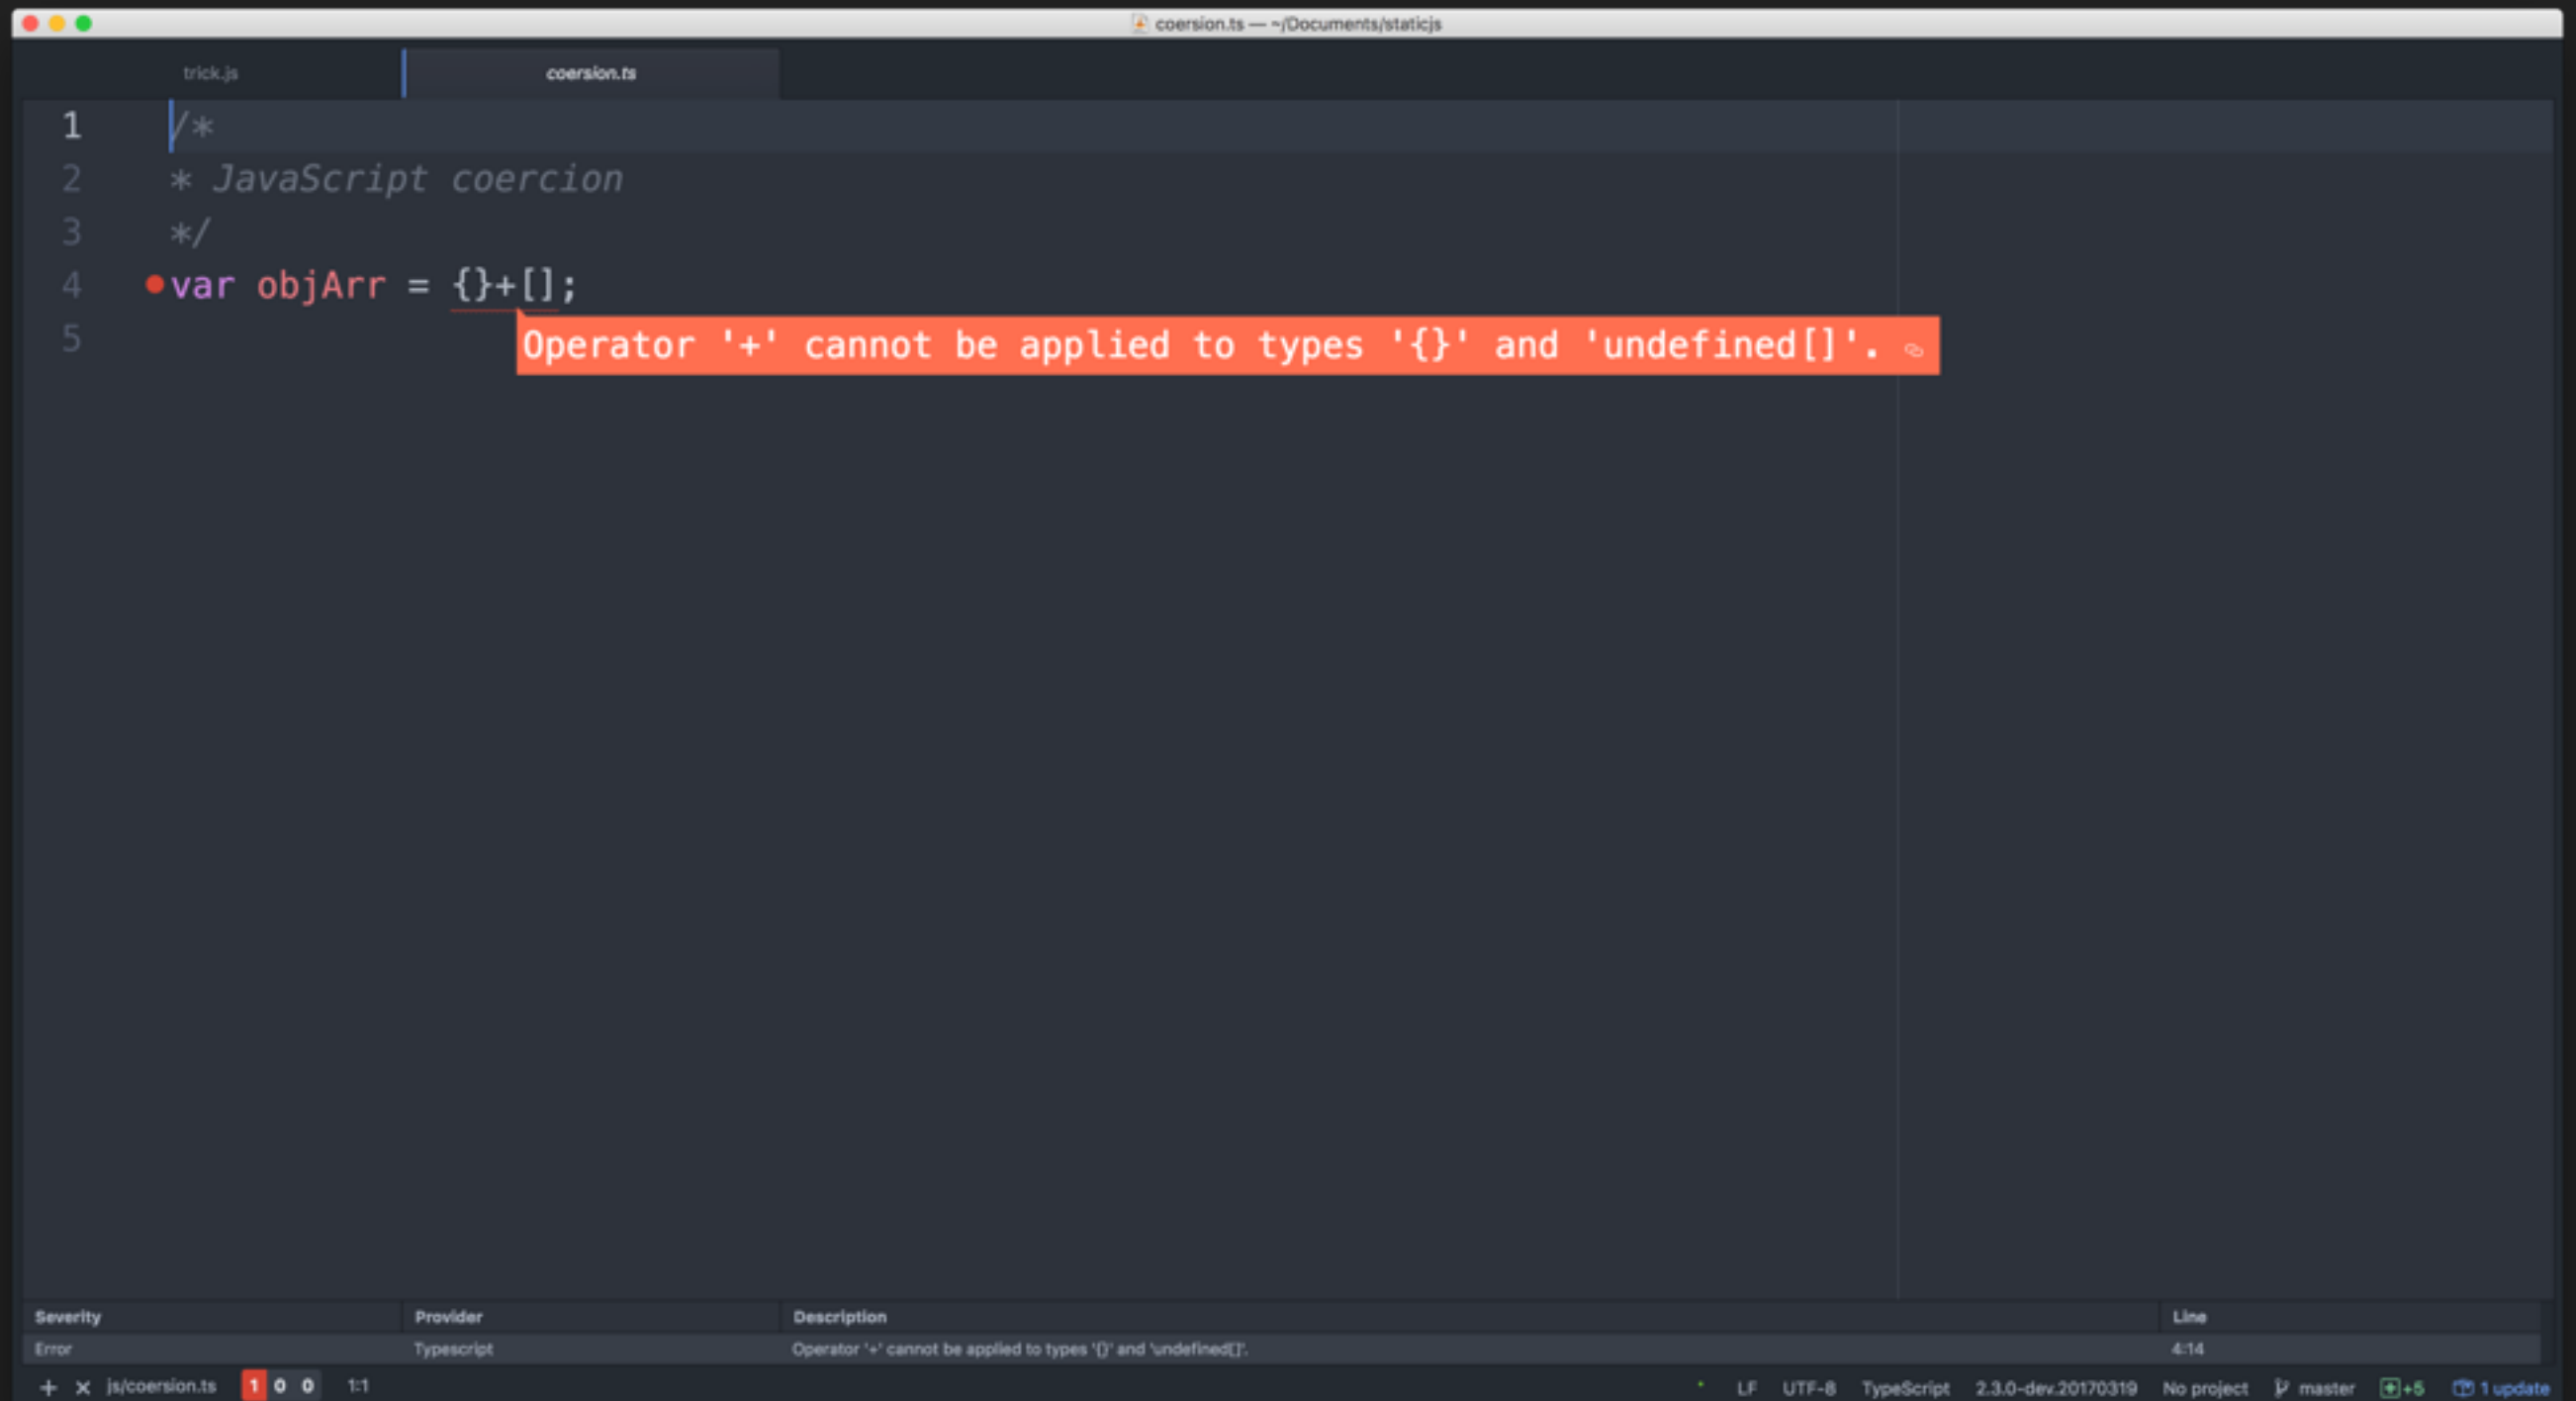 coersion.ts — ~/Documents/staticjs
trick.js coersion.ts
1 /*
2 * JavaScript coercion
3 */
4 var objArr = {}+[];
Operator '+' cannot be applied to types '{}' and 'undefined[]'.
5
Severity Provider Description Line
Error Typescript Operator '+' cannot be applied to types '{}' and 'undefined[]'. 4:14
+ × js/coersion.ts 1 0 0 1:1 LF UTF-8 TypeScript 2.3.0-dev.20170319 No project master +5 1 update